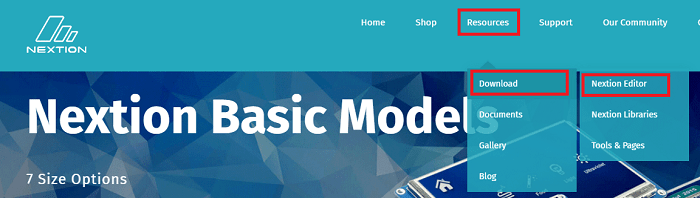 NEXTION
Home Shop Resources Support Our Community
Download Nextion Editor
Documents Nextion Libraries
Gallery Tools & Pages
Blog
Nextion Basic Models
7 Size Options
Ultraviolet